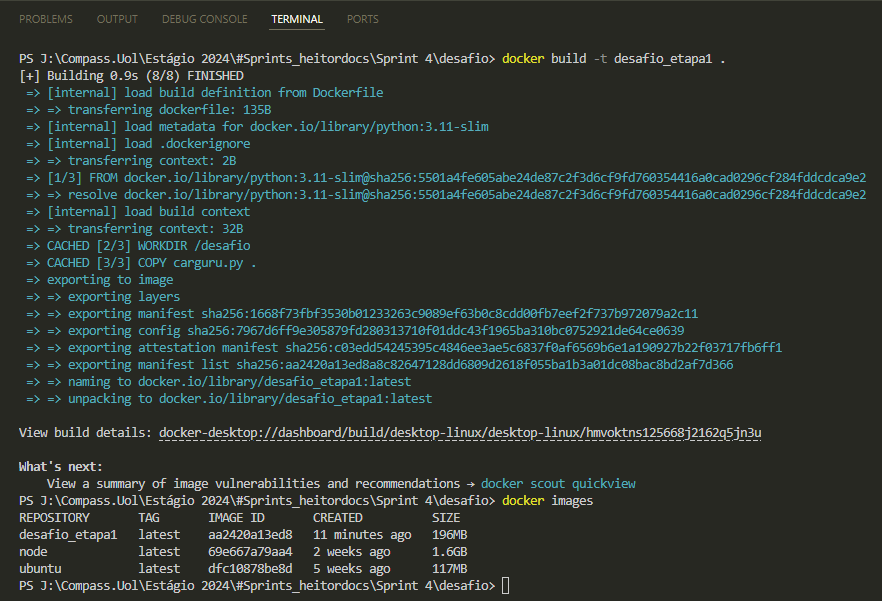 PROBLEMS OUTPUT DEBUG CONSOLE TERMINAL PORTS
PS J:\Compass.Uol\Estágio 2024\#Sprints_heitordocs\Sprint 4\desafio> docker build -t desafio_etapa1 .
[+] Building 0.9s (8/8) FINISHED
=> [internal] load build definition from Dockerfile
=> => transferring dockerfile: 135B
=> [internal] load metadata for docker.io/library/python:3.11-slim
=> [internal] load .dockerignore
=> => transferring context: 2B
=> [1/3] FROM docker.io/library/python:3.11-slim@sha256:5501a4fe605abe24de87c2f3d6cf9fd760354416a0cad0296cf284fddcdca9e2
=> => resolve docker.io/library/python:3.11-slim@sha256:5501a4fe605abe24de87c2f3d6cf9fd760354416a0cad0296cf284fddcdca9e2
=> [internal] load build context
=> => transferring context: 32B
=> CACHED [2/3] WORKDIR /desafio
=> CACHED [3/3] COPY carguru.py .
=> exporting to image
=> => exporting layers
=> => exporting manifest sha256:1668f73fbf3530b01233263c9089ef63b0c8cdd00fb7eef2f737b972079a2c11
=> => exporting config sha256:7967d6ff9e305879fd280313710f01ddc43f1965ba310bc0752921de64ce0639
=> => exporting attestation manifest sha256:c03edd54245395c4846ee3ae5c6837f0af6569b6e1a190927b22f03717fb6ff1
=> => exporting manifest list sha256:aa2420a13ed8a8c82647128dd6809d2618f055ba1b3a01dc08bac8bd2af7d366
=> => naming to docker.io/library/desafio_etapa1:latest
=> => unpacking to docker.io/library/desafio_etapa1:latest
View build details: docker-desktop://dashboard/build/desktop-linux/desktop-linux/hmvoktns125668j2162q5jn3u
What's next:
View a summary of image vulnerabilities and recommendations → docker scout quickview
PS J:\Compass.Uol\Estágio 2024\#Sprints_heitordocs\Sprint 4\desafio> docker images
REPOSITORY TAG IMAGE ID CREATED SIZE
desafio_etapa1 latest aa2420a13ed8 11 minutes ago 196MB
node latest 69e667a79aa4 2 weeks ago 1.6GB
ubuntu latest dfc10878be8d 5 weeks ago 117MB
PS J:\Compass.Uol\Estágio 2024\#Sprints_heitordocs\Sprint 4\desafio>